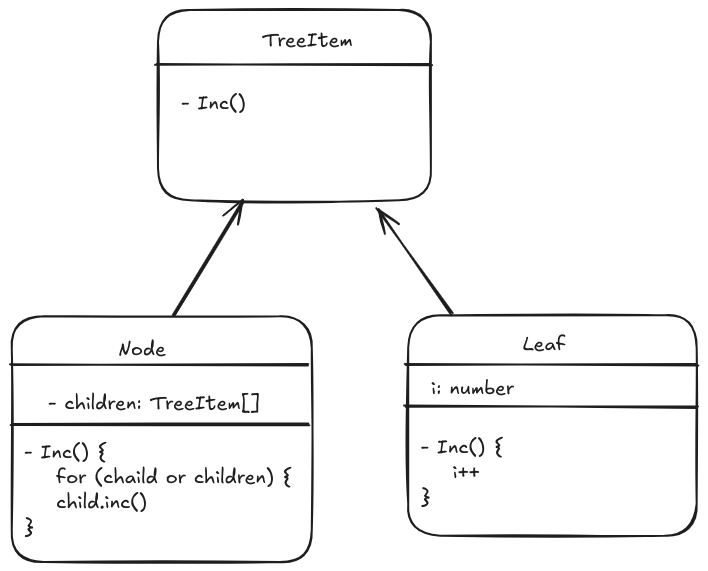 TreeItem
- Inc()
Node
- children: TreeItem[]
- Inc() {
for (chaild or children) {
child.inc()
}
Leaf
i: number
- Inc() {
i++
}